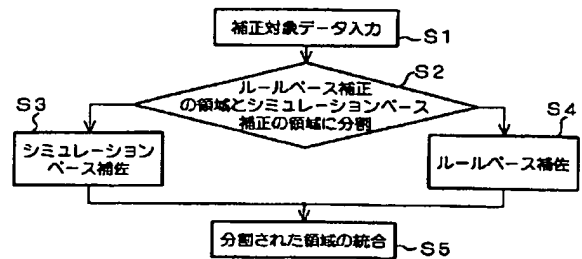 補正対象データ入力
S1
S2
ルールベース補正
の領域とシミュレーションベース
補正の領域に分割
S3
シミュレーション
ベース補佐
S4
ルールベース補佐
分割された領域の統合
S5